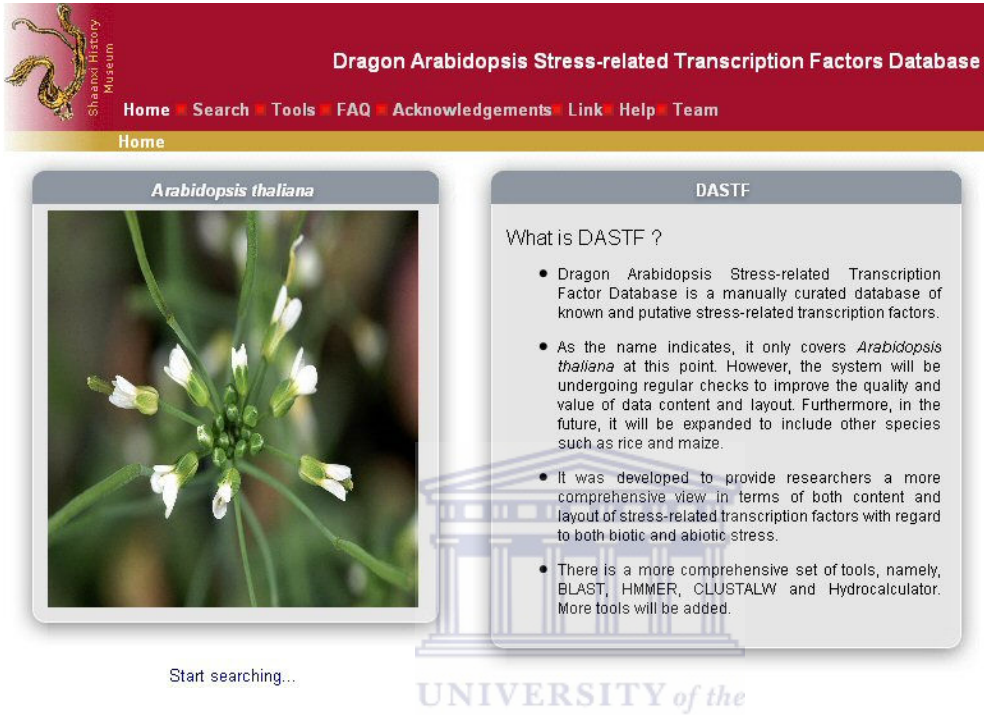 Shaanxi History
Museum
Dragon Arabidopsis Stress-related Transcription Factors Database
Home Search Tools FAQ Acknowledgements Link Help Team
Home
Arabidopsis thaliana
DASTF
What is DASTF ?
Dragon Arabidopsis Stress-related Transcription
Factor Database is a manually curated database of
known and putative stress-related transcription factors.
As the name indicates, it only covers Arabidopsis
thaliana at this point. However, the system will be
undergoing regular checks to improve the quality and
value of data content and layout. Furthermore, in the
future, it will be expanded to include other species
such as rice and maize.
It was developed to provide researchers a more
comprehensive view in terms of both content and
layout of stress-related transcription factors with regard
to both biotic and abiotic stress.
There is a more comprehensive set of tools, namely,
BLAST, HMMER, CLUSTALW and Hydrocalculator.
More tools will be added.
Start searching...
UNIVERSITY of the